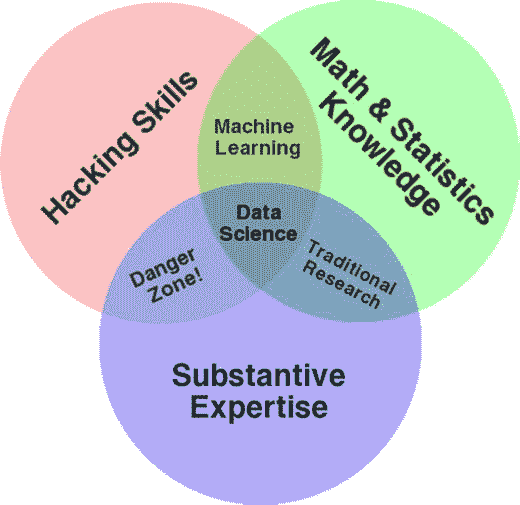 Hacking Skills
Math & Statistics
Knowledge
Machine
Learning
Data
Science
Danger
Zone!
Traditional
Research
Substantive
Expertise